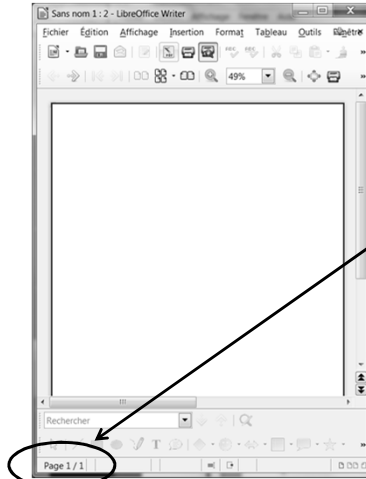 Sans nom 1 : 2 - LibreOffice Writer
Fichier Édition Affichage Insertion Format Tableau Outils
49%
Rechercher
Page 1 / 1